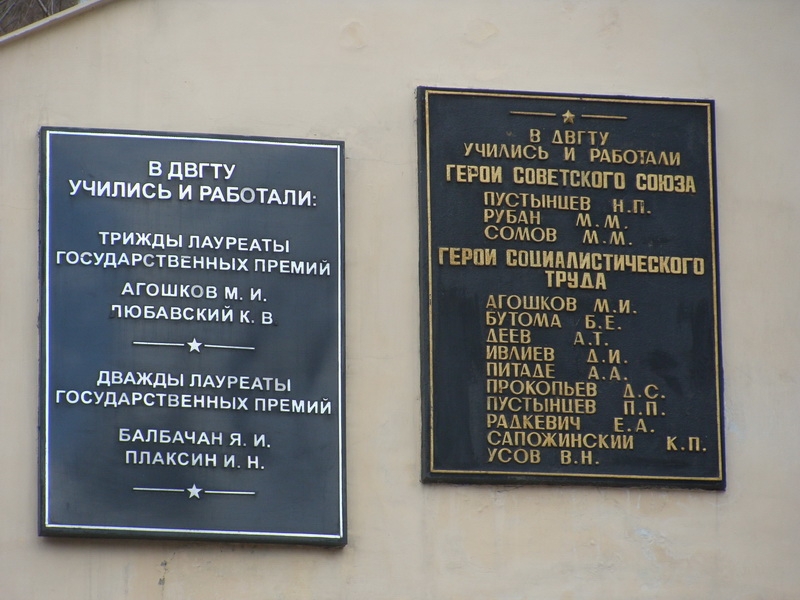 В ДВГТУ
УЧИЛИСЬ И РАБОТАЛИ:
ТРИЖДЫ ЛАУРЕАТЫ
ГОСУДАРСТВЕННЫХ ПРЕМИЙ
АГОШКОВ М. И.
ЛЮБАВСКИЙ К. В
ДВАЖДЫ ЛАУРЕАТЫ
ГОСУДАРСТВЕННЫХ ПРЕМИЙ
БАЛБАЧАН Я. И.
ПЛАКСИН И. Н.
В ДВГТУ
УЧИЛИСЬ И РАБОТАЛИ
ГЕРОИ СОВЕТСКОГО СОЮЗА
ПУСТЫНЦЕВ Н.П.
РУБАН М.М.
СОМОВ М.М.
ГЕРОИ СОЦИАЛИСТИЧЕСКОГО
ТРУДА
АГОШКОВ М.И.
БУТОМА Б.Е.
ДЕЕВ А.Т.
ИВЛИЕВ Д.И.
ПИТАДЕ А.А.
ПРОКОПЬЕВ Д.С.
ПУСТЫНЦЕВ П.П.
РАДКЕВИЧ Е.А.
САПОЖИНСКИЙ К.П.
УСОВ В.Н.